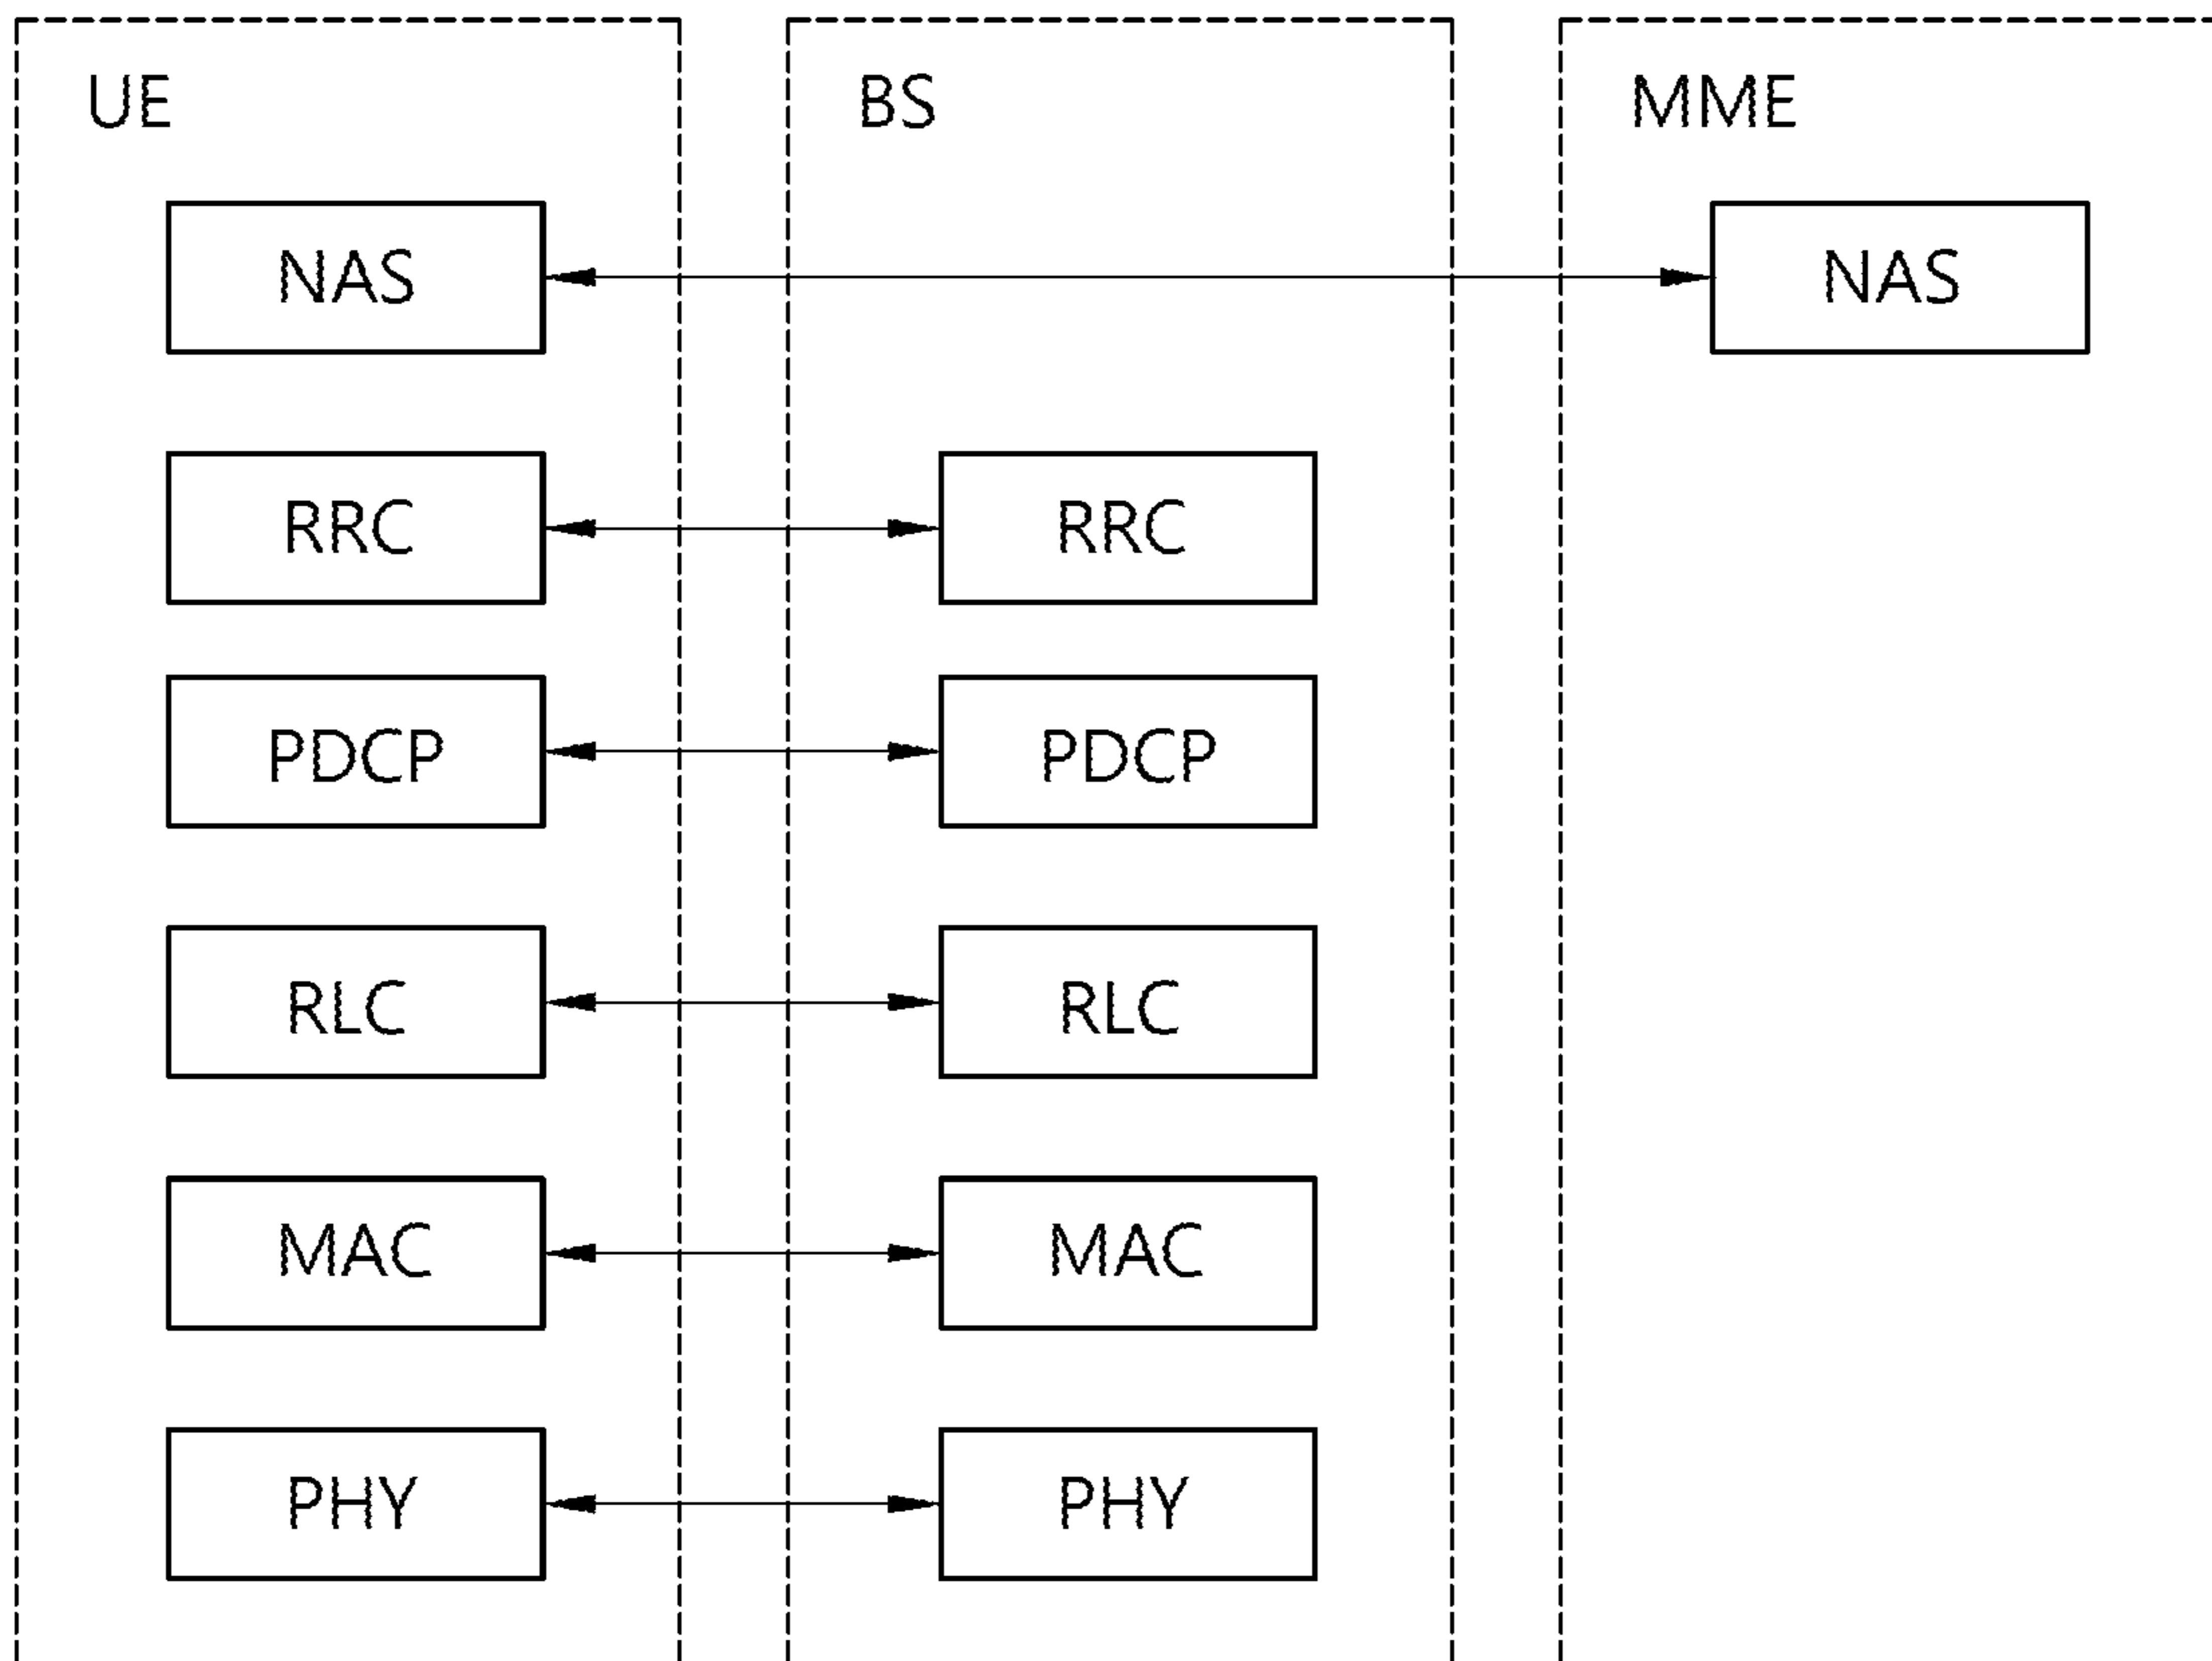 UE BS MME
NAS NAS
RRC RRC
PDCP PDCP
RLC RLC
MAC MAC
PHY PHY